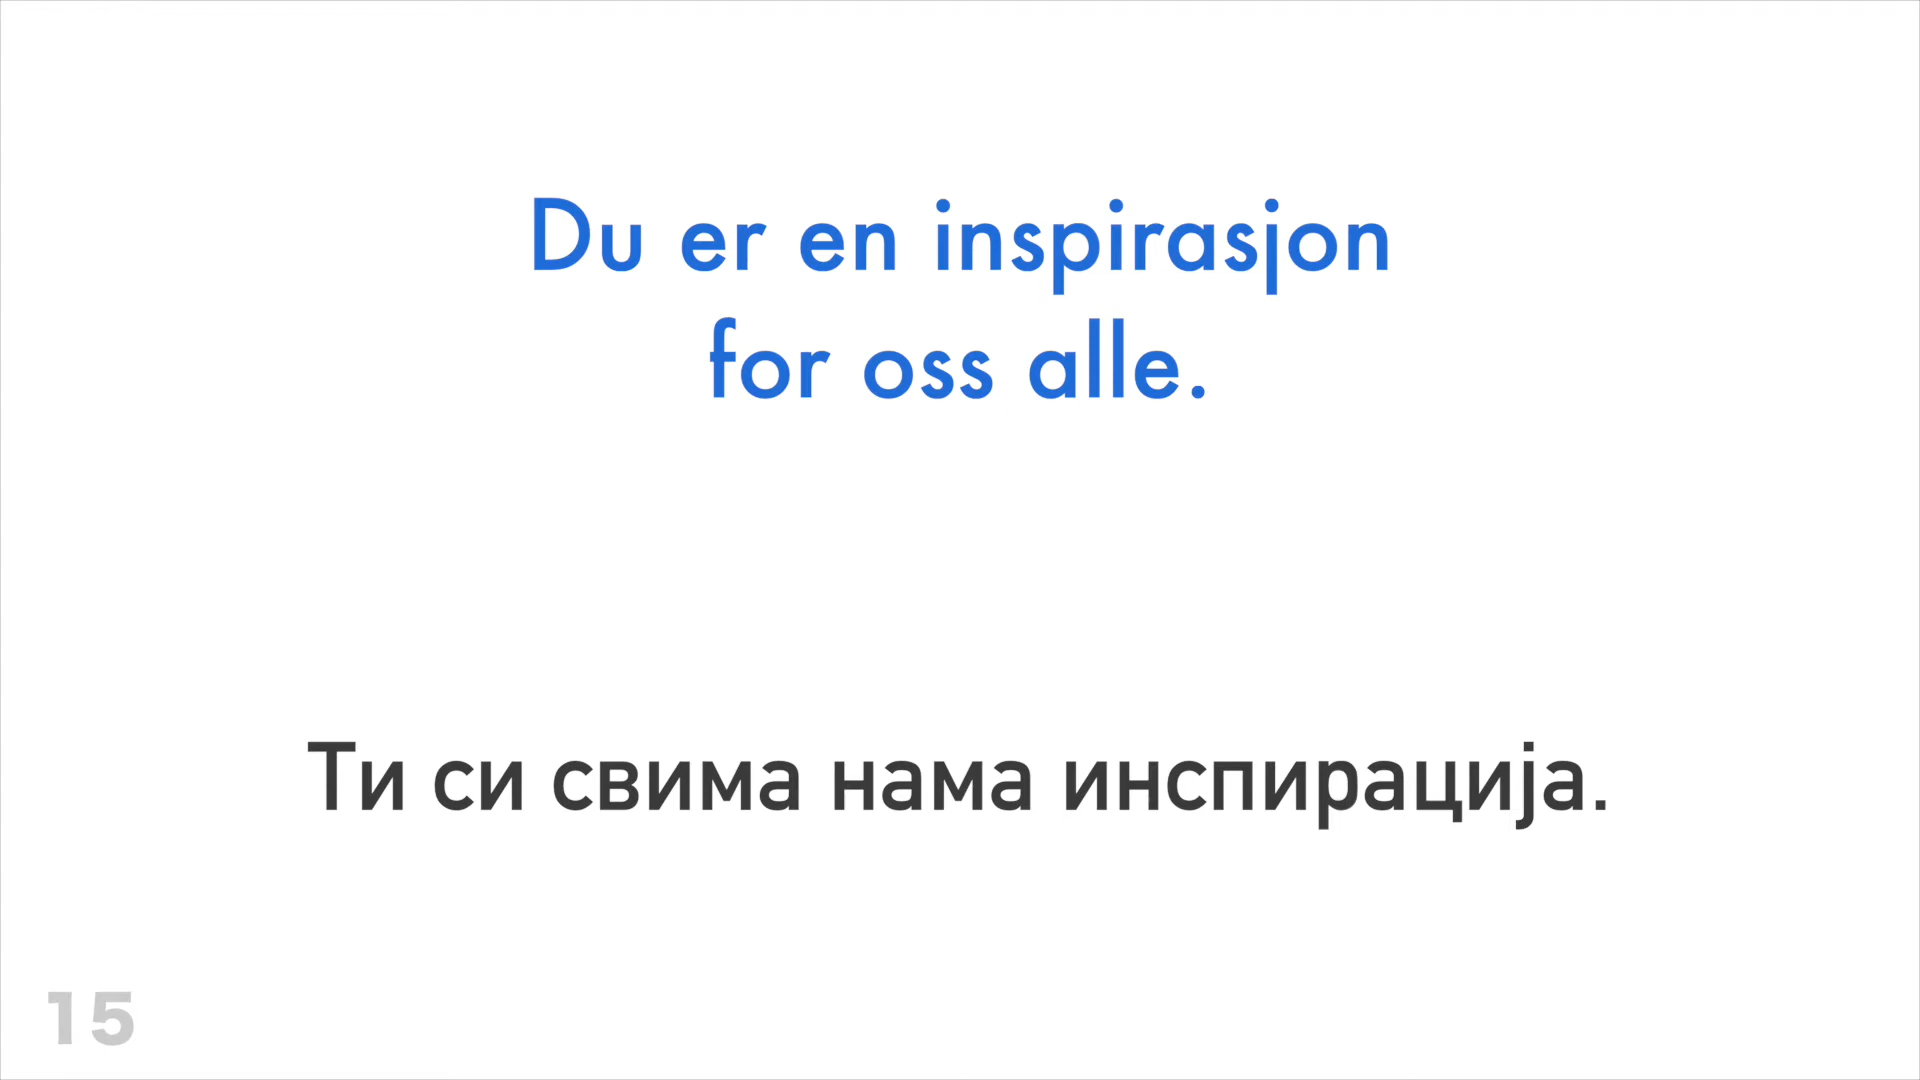 Du er en inspirasjon
for oss alle.
Ти си свима нама инспирација.
15